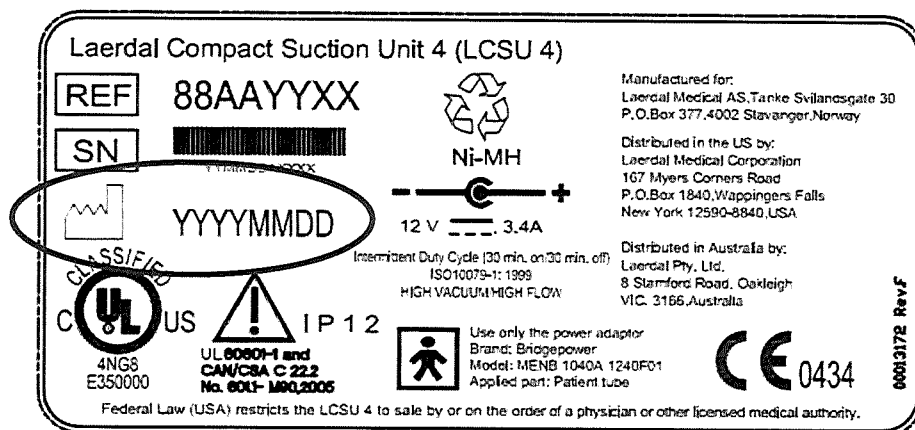 Laerdal Compact Suction Unit 4 (LCSU 4)
REF 88AAYYXX
SN
YYYYMMDD
Ni-MH
- +
12 V 3.4A
Intermittent Duty Cycle (30 min. on/30 min. off)
ISO10079-1: 1999
HIGH VACUUM/HIGH FLOW
Manufactured for:
Laerdal Medical AS,Tanke Svilandsgate 30
P.O.Box 377,4002 Stavanger,Norway
Distributed in the US by:
Laerdal Medical Corporation
167 Myers Corners Road
P.O.Box 1840,Wappingers Falls
New York 12590-8840,USA
Distributed in Australia by:
Laerdal Pty. Ltd.
8 Stamford Road, Oakleigh
VIC. 3166,Australia
CLASSIFIED
C UL US
4NG8
E350000
IP12
UL 60601-1 and
CAN/CSA C 22.2
No. 601.1- M90,2005
Use only the power adaptor
Brand: Bridgepower
Model: MENB 1040A 1240F01
Applied part: Patient tube
CE 0434
00013172 Rev.F
Federal Law (USA) restricts the LCSU 4 to sale by or on the order of a physician or other licensed medical authority.